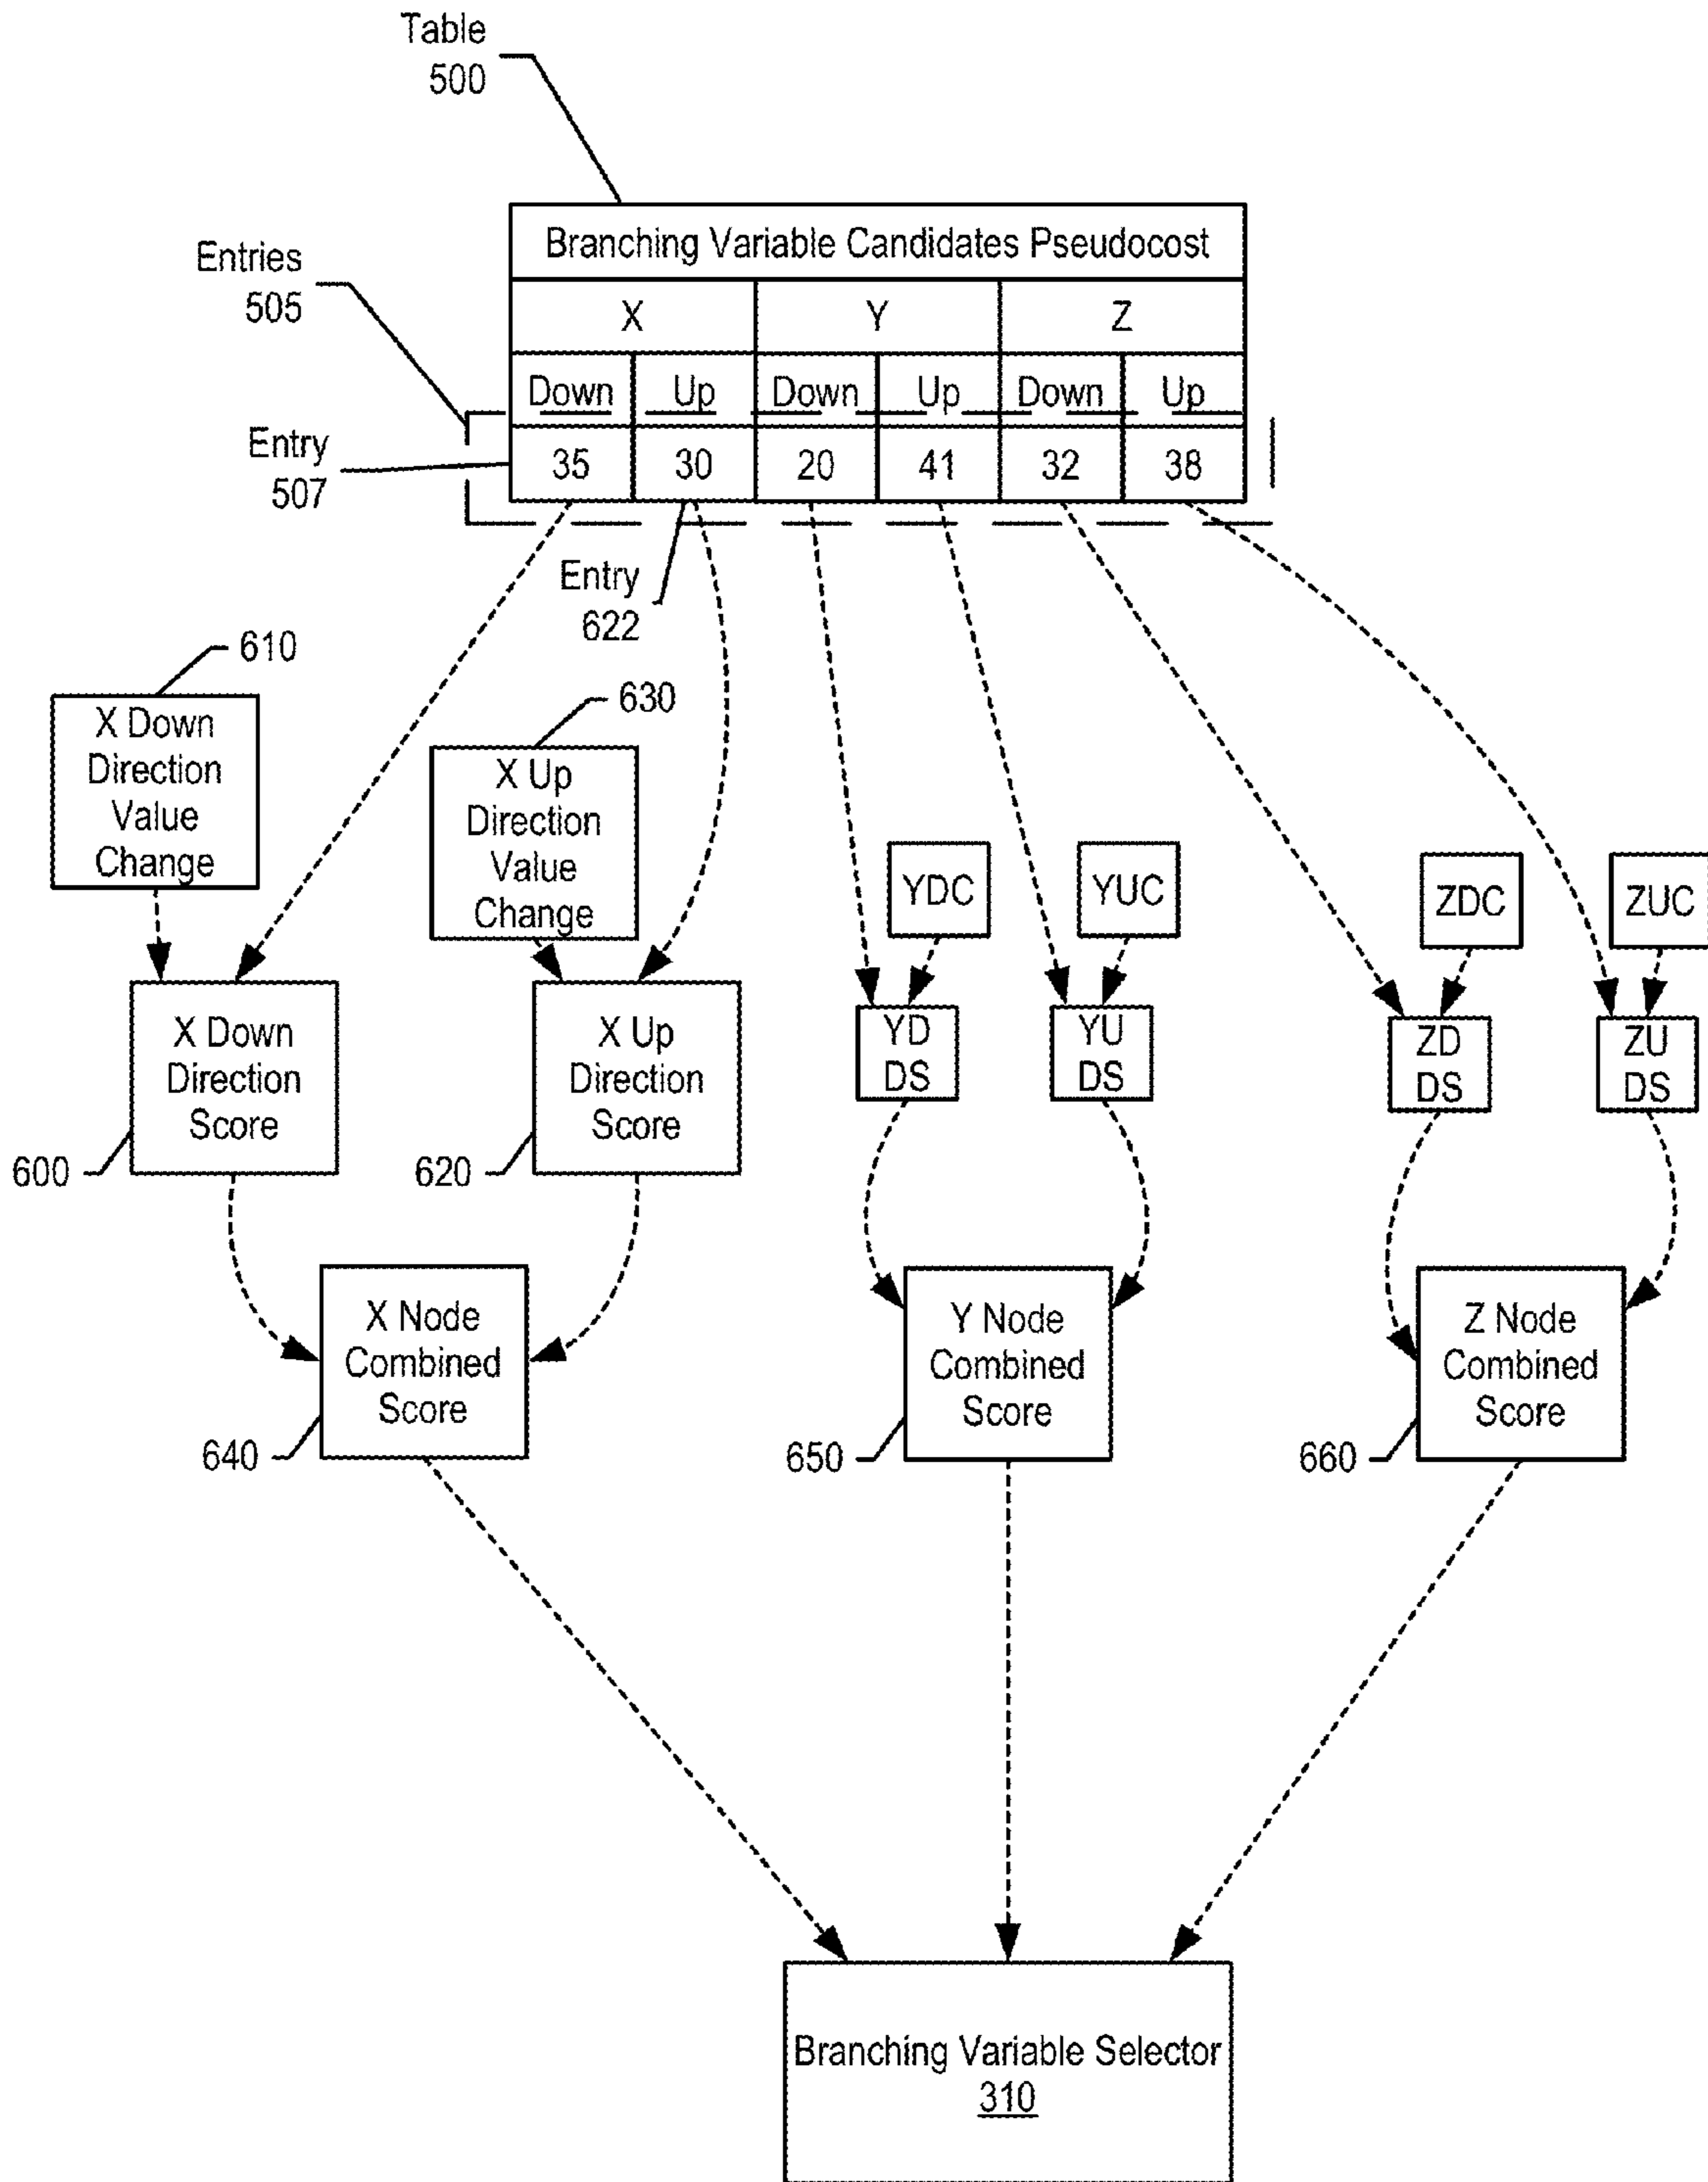 Table
500
Branching Variable Candidates Pseudocost
Entries
505
X Y Z
Down Up Down Up Down Up
Entry
507
35 30 20 41 32 38
Entry
622
610
X Down
Direction
Value
Change
630
X Up
Direction
Value
Change
YDC
YUC
ZDC
ZUC
X Down
Direction
Score
600
X Up
Direction
Score
620
YD
DS
YU
DS
ZD
DS
ZU
DS
X Node
Combined
Score
640
Y Node
Combined
Score
650
Z Node
Combined
Score
660
Branching Variable Selector
310